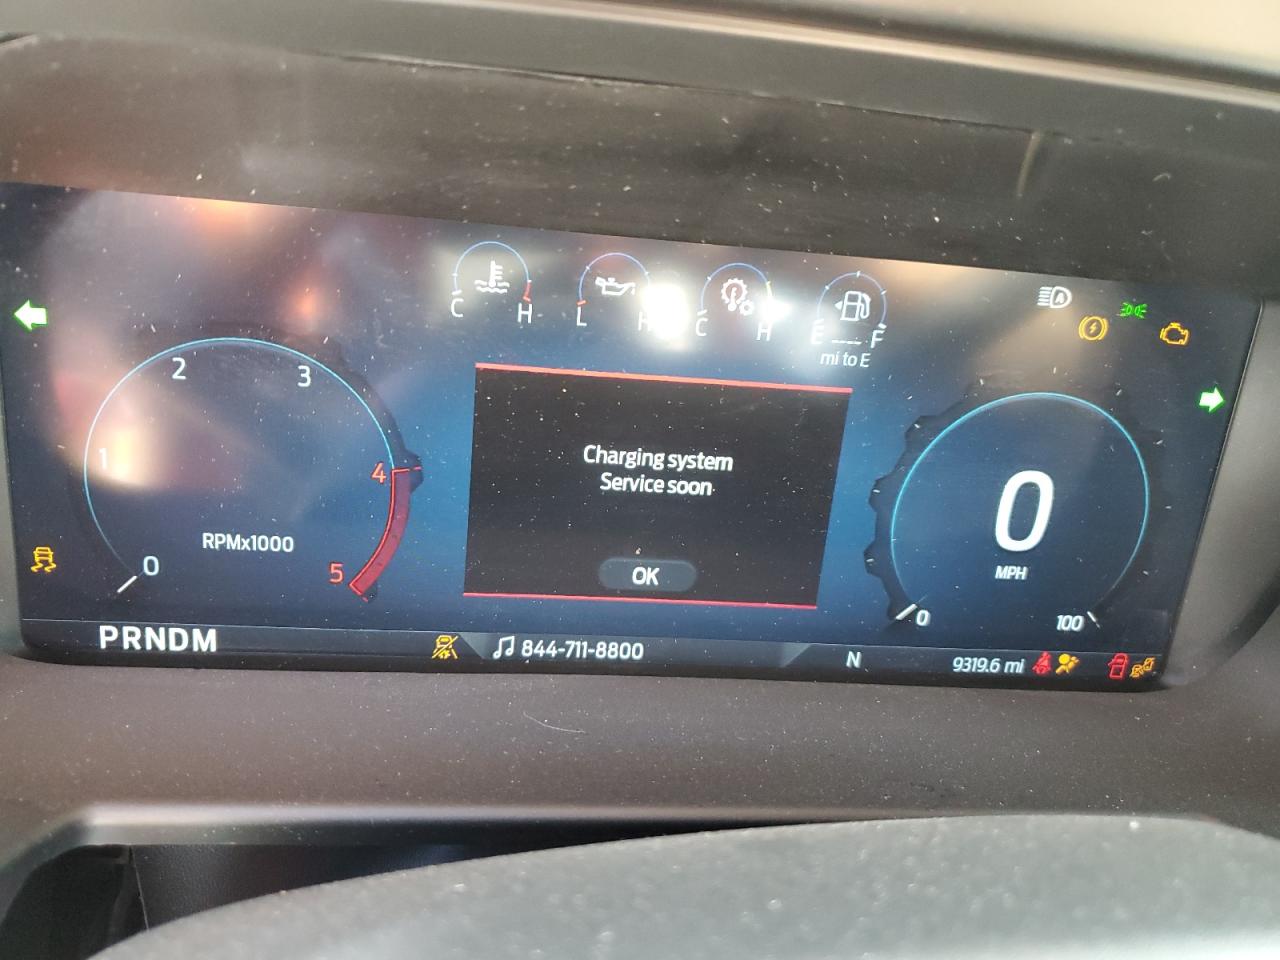 C H
L H
C H
E F
--- mi to E
1 2 3 4 5
0
RPMx1000
Charging system
Service soon
OK
0
MPH
0 100
PRNDM
844-711-8800
N
9319.6 mi
A